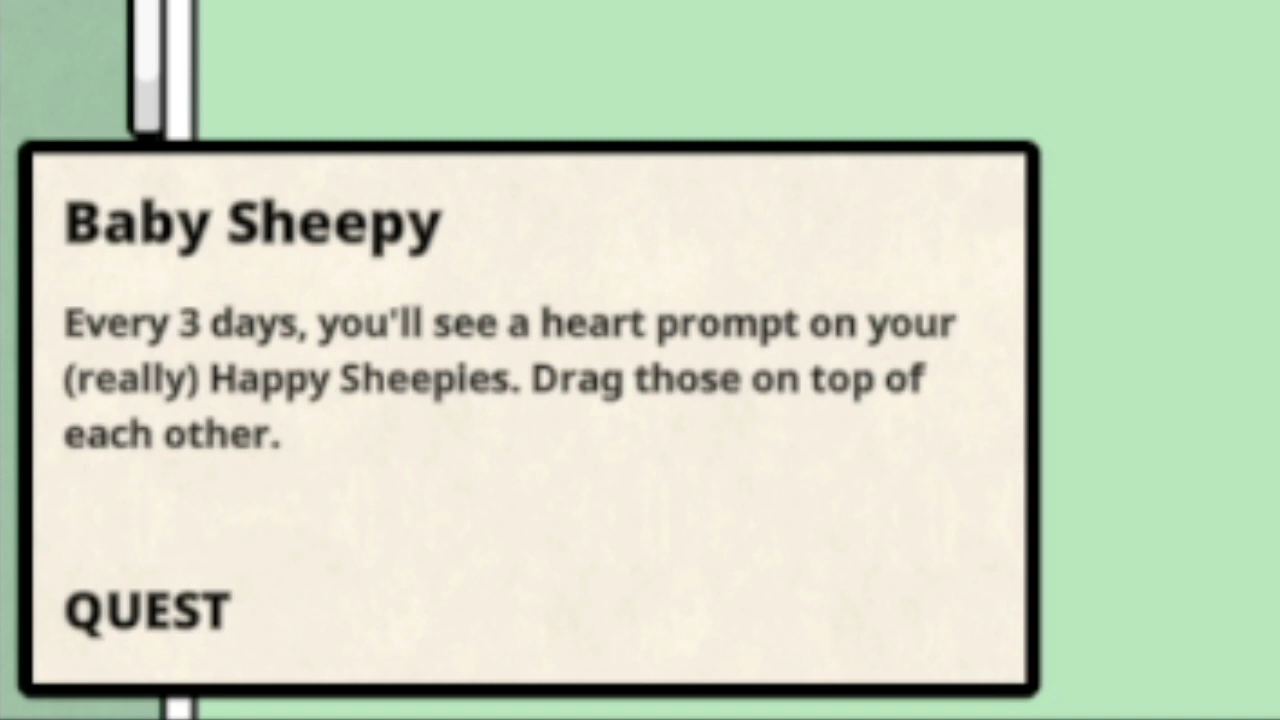 Baby Sheepy
Every 3 days, you'll see a heart prompt on your
(really) Happy Sheepies. Drag those on top of
each other.
QUEST